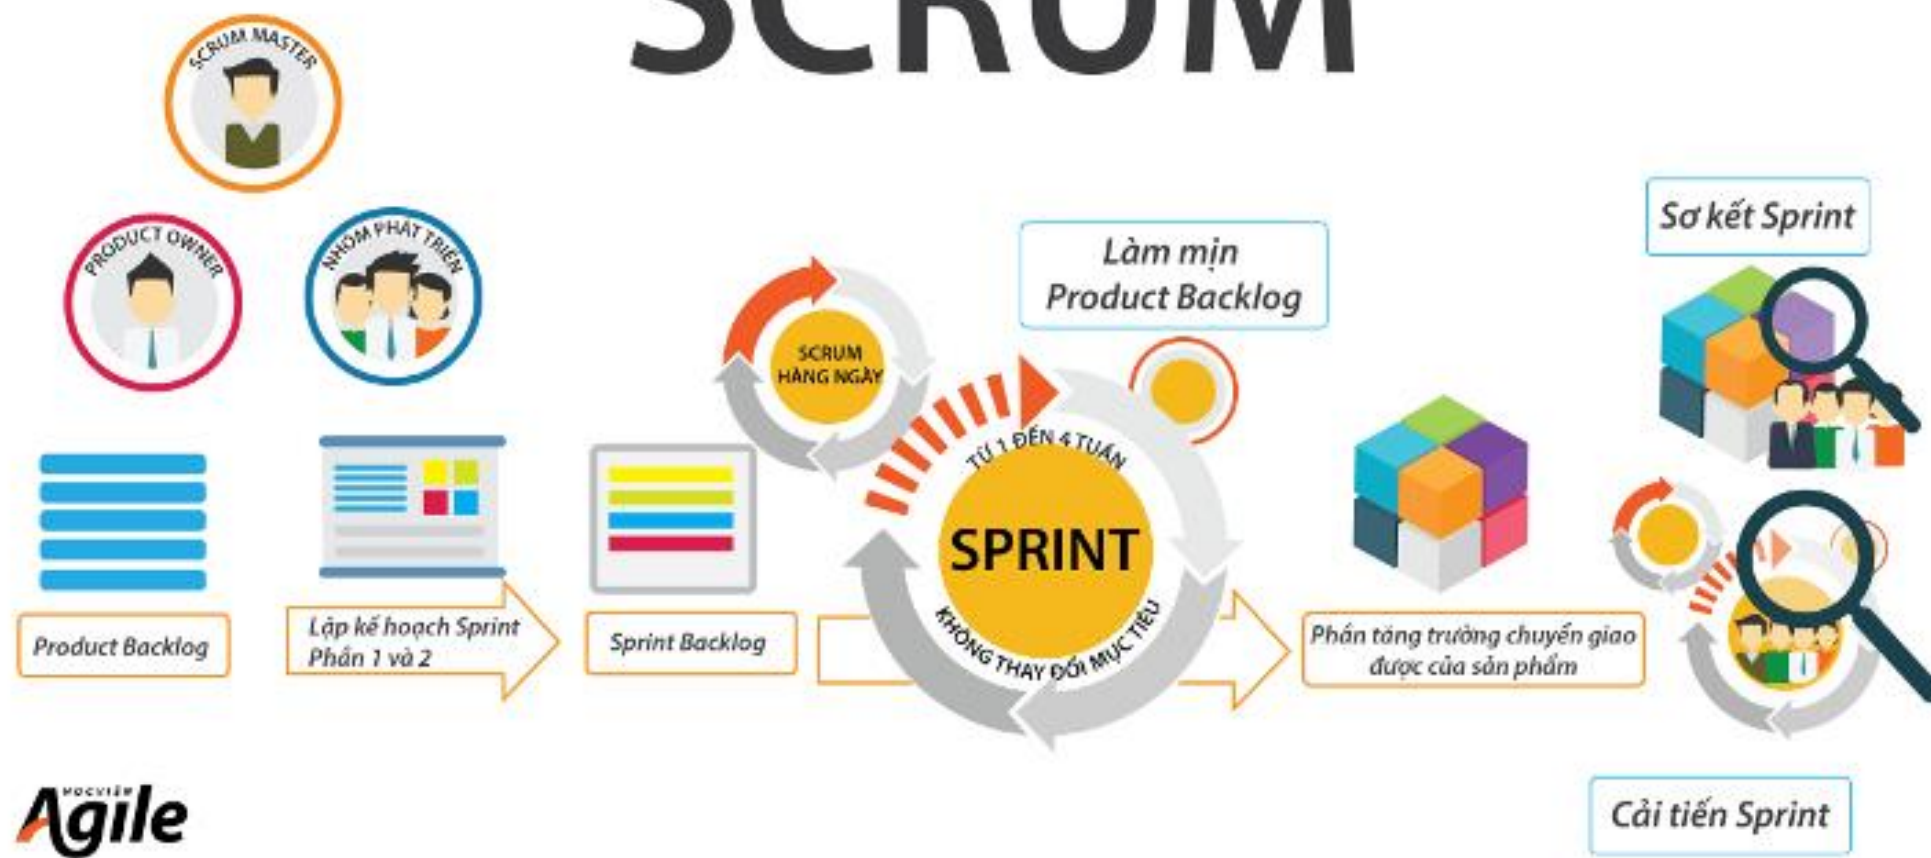 SCRUM
SCRUM MASTER
PRODUCT OWNER
NHÓM PHÁT TRIỂN
Sơ kết Sprint
Làm mịn
Product Backlog
SCRUM
HÀNG NGÀY
TỪ 1 ĐẾN 4 TUẦN
SPRINT
KHÔNG THAY ĐỔI MỤC TIÊU
Product Backlog
Lập kế hoạch Sprint
Phần 1 và 2
Sprint Backlog
Phần tăng trưởng chuyển giao
được của sản phẩm
HỌC VIỆN
Agile
Cải tiến Sprint